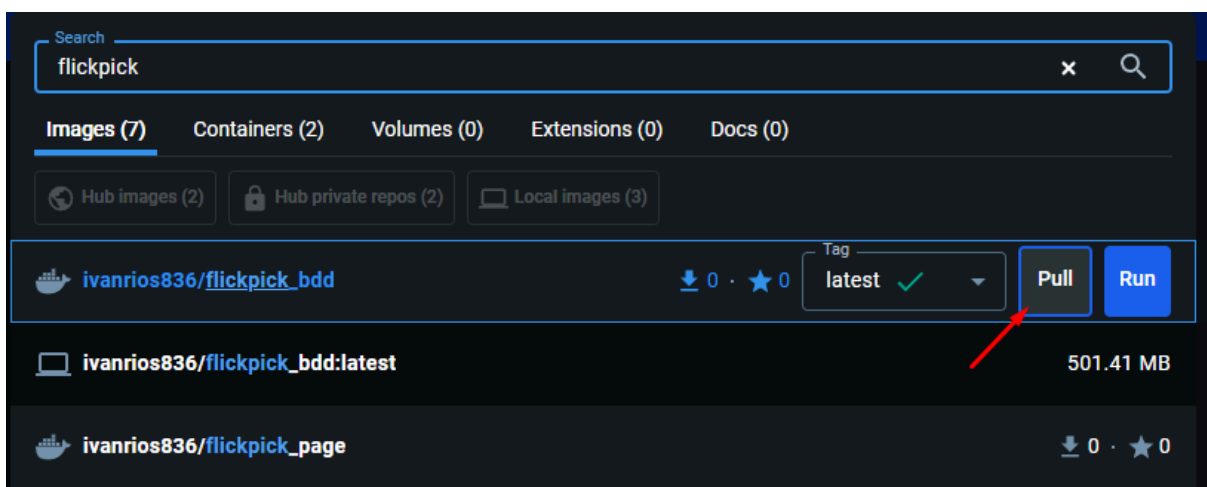 Search
flickpick
Images (7) Containers (2) Volumes (0) Extensions (0) Docs (0)
Hub images (2) Hub private repos (2) Local images (3)
ivanrios836/flickpick_bdd 0 · 0 Tag latest Pull Run
ivanrios836/flickpick_bdd:latest 501.41 MB
ivanrios836/flickpick_page 0 · 0